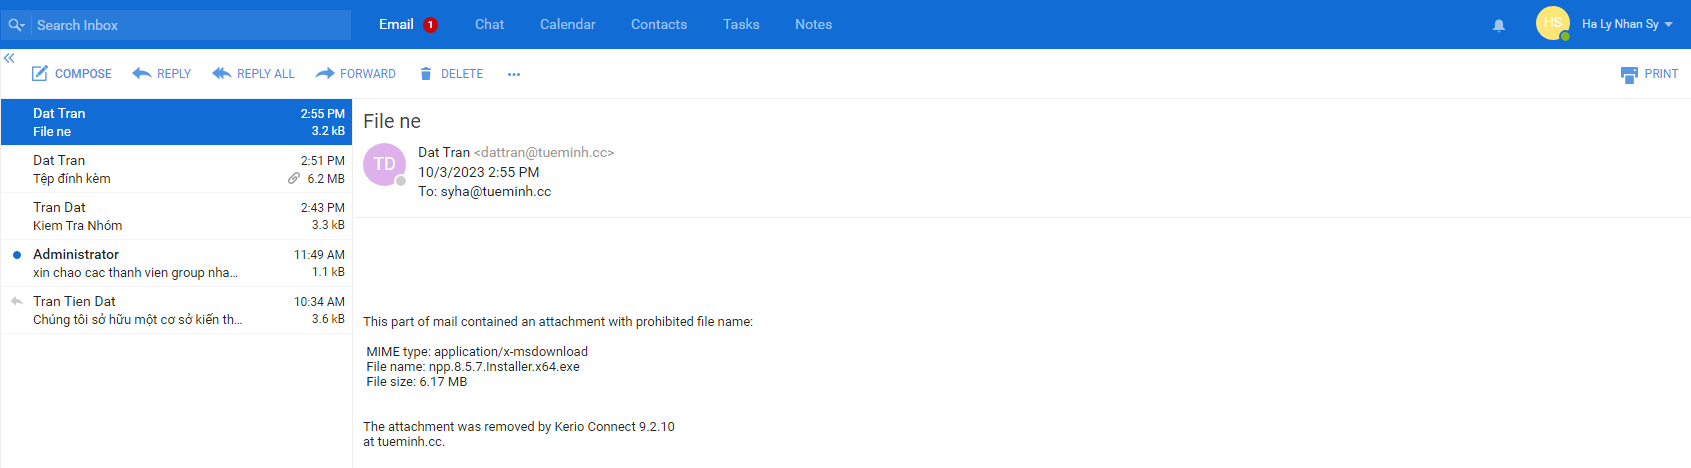 Search Inbox
Email 1 Chat Calendar Contacts Tasks Notes
HS Ha Ly Nhan Sy
COMPOSE REPLY REPLY ALL FORWARD DELETE PRINT
Dat Tran 2:55 PM
File ne 3.2 kB
Dat Tran 2:51 PM
Tệp đính kèm 6.2 MB
Tran Dat 2:43 PM
Kiem Tra Nhóm 3.3 kB
Administrator 11:49 AM
xin chao cac thanh vien group nha... 1.1 kB
Tran Tien Dat 10:34 AM
Chúng tôi sở hữu một cơ sở kiến th... 3.6 kB
File ne
TD
Dat Tran <dattran@tueminh.cc>
10/3/2023 2:55 PM
To: syha@tueminh.cc
This part of mail contained an attachment with prohibited file name:
MIME type: application/x-msdownload
File name: npp.8.5.7.Installer.x64.exe
File size: 6.17 MB
The attachment was removed by Kerio Connect 9.2.10
at tueminh.cc.